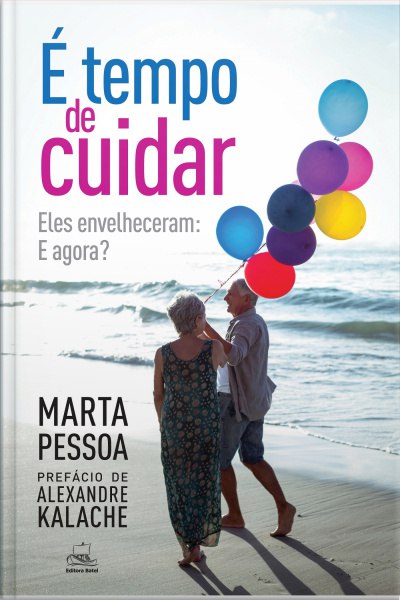 É tempo
de
cuidar
Eles envelheceram:
E agora?
MARTA
PESSOA
PREFÁCIO DE
ALEXANDRE
KALACHE
Editora Batel